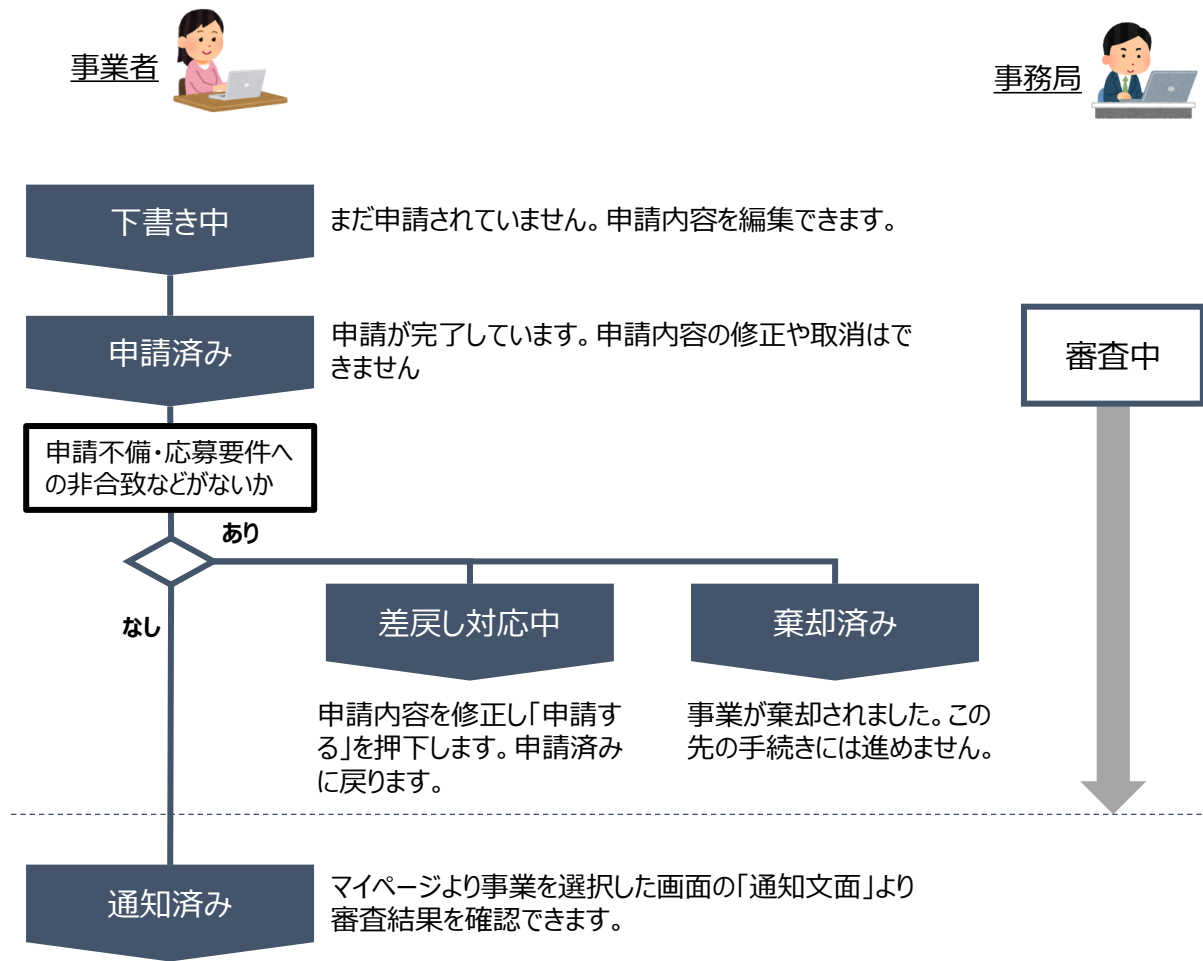 事業者
事務局
下書き中
まだ申請されていません。申請内容を編集できます。
申請済み
申請が完了しています。申請内容の修正や取消はで
きません
審査中
申請不備・応募要件へ
の非合致などがないか
あり
なし
差戻し対応中
棄却済み
申請内容を修正し「申請す
る」を押下します。申請済み
に戻ります。
事業が棄却されました。この
先の手続きには進めません。
通知済み
マイページより事業を選択した画面の「通知文面」より
審査結果を確認できます。